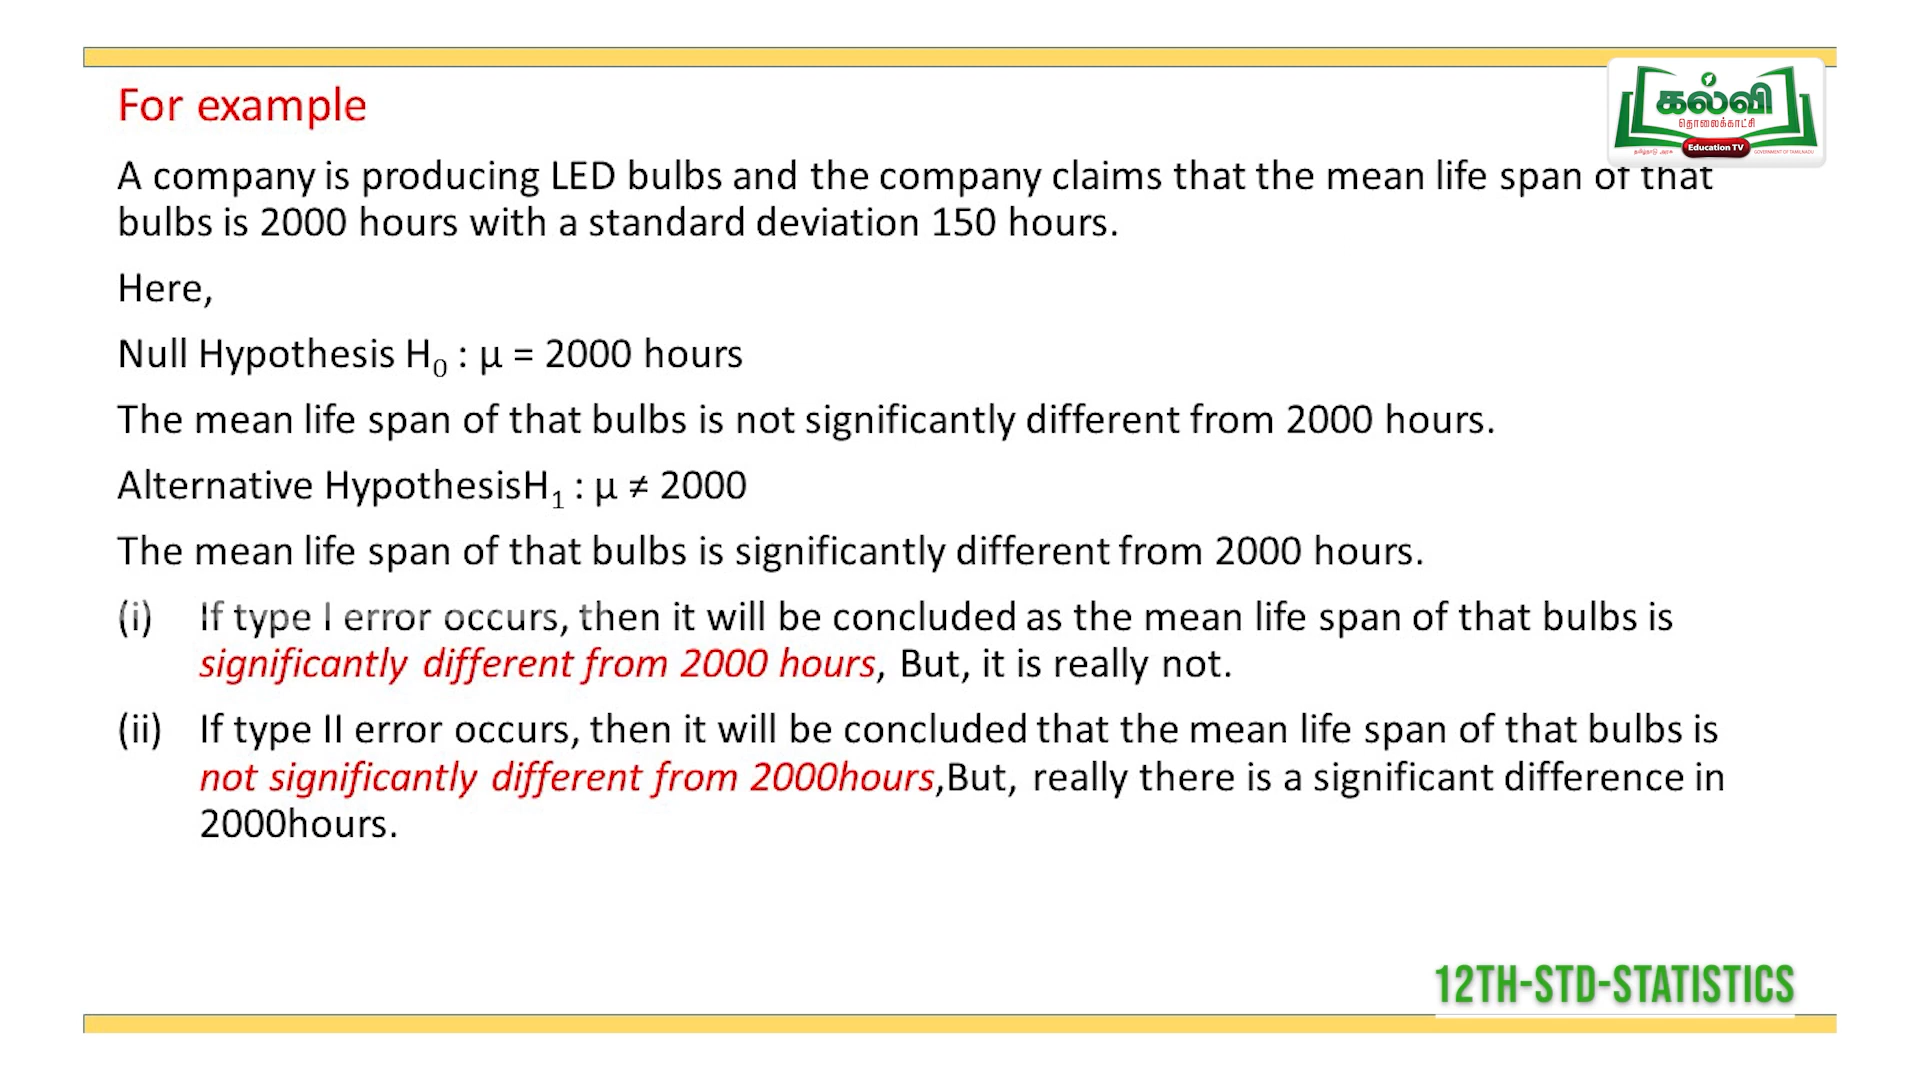 For example
கல்வி
தொலைக்காட்சி
Education TV
தமிழ்நாடு அரசு
GOVERNMENT OF TAMILNADU
A company is producing LED bulbs and the company claims that the mean life span of that
bulbs is 2000 hours with a standard deviation 150 hours.
Here,
Null Hypothesis H₀ : μ = 2000 hours
The mean life span of that bulbs is not significantly different from 2000 hours.
Alternative HypothesisH₁ : μ ≠ 2000
The mean life span of that bulbs is significantly different from 2000 hours.
(i) If type I error occurs, then it will be concluded as the mean life span of that bulbs is
significantly different from 2000 hours, But, it is really not.
(ii) If type II error occurs, then it will be concluded that the mean life span of that bulbs is
not significantly different from 2000hours,But, really there is a significant difference in
2000hours.
12TH-STD-STATISTICS